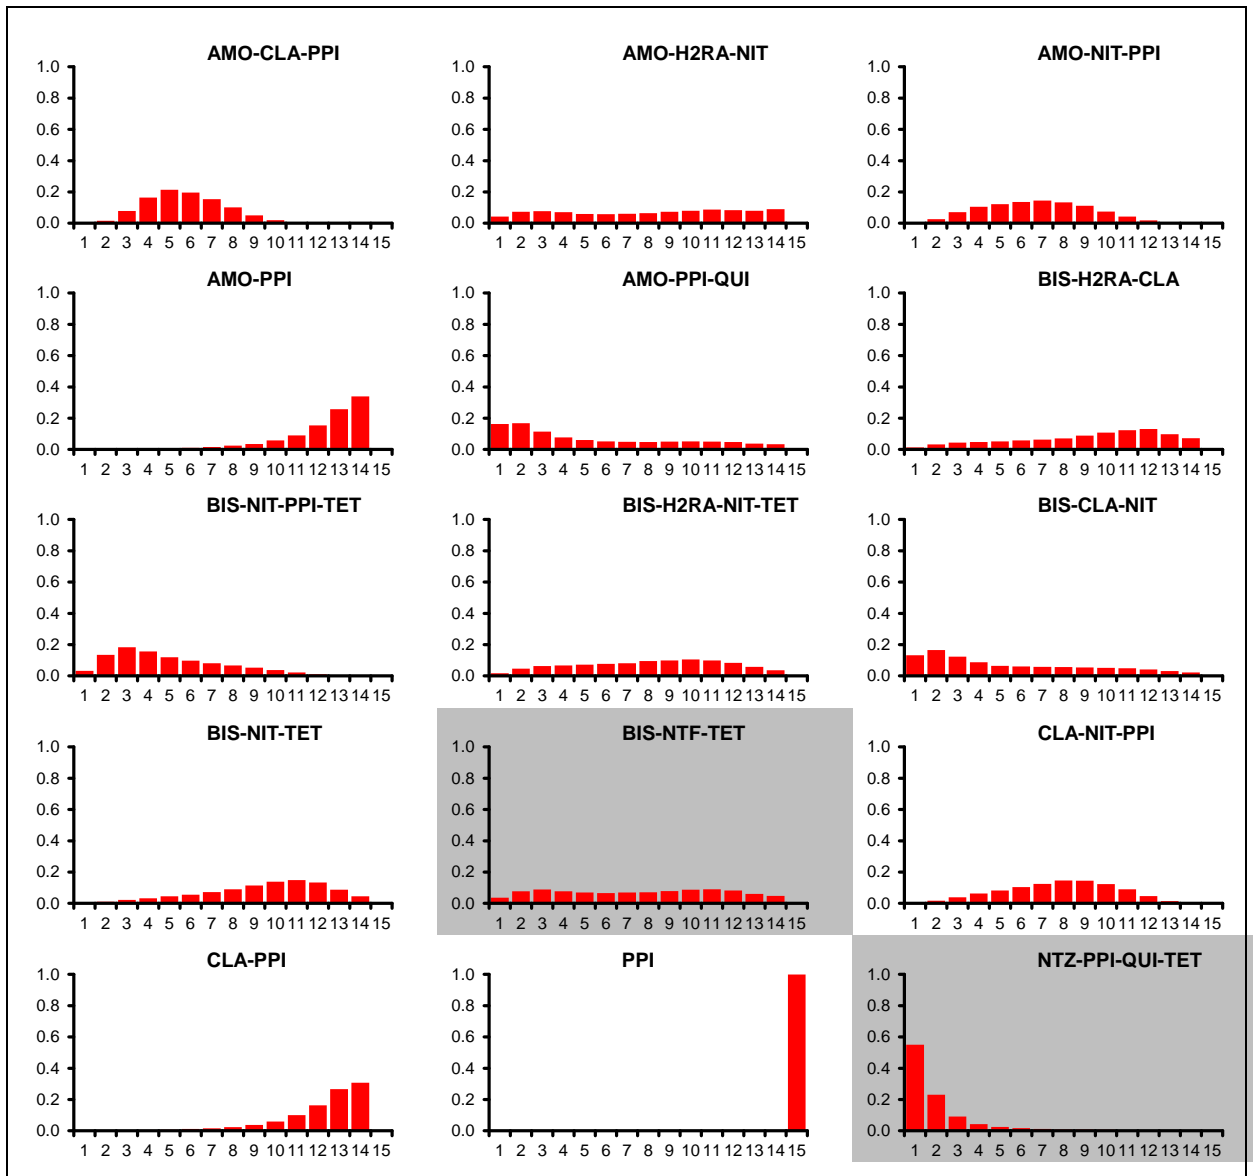 AMO-CLA-PPI AMO-H2RA-NIT AMO-NIT-PPI
1.0 1.0 1.0
0.8 0.8 0.8
0.6 0.6 0.6
0.4 0.4 0.4
0.2 0.2 0.2
0.0 0.0 0.0
1 2 3 4 5 6 7 8 9 10 11 12 13 14 15 1 2 3 4 5 6 7 8 9 10 11 12 13 14 15 1 2 3 4 5 6 7 8 9 10 11 12 13 14 15
AMO-PPI AMO-PPI-QUI BIS-H2RA-CLA
1.0 1.0 1.0
0.8 0.8 0.8
0.6 0.6 0.6
0.4 0.4 0.4
0.2 0.2 0.2
0.0 0.0 0.0
1 2 3 4 5 6 7 8 9 10 11 12 13 14 15 1 2 3 4 5 6 7 8 9 10 11 12 13 14 15 1 2 3 4 5 6 7 8 9 10 11 12 13 14 15
BIS-NIT-PPI-TET BIS-H2RA-NIT-TET BIS-CLA-NIT
1.0 1.0 1.0
0.8 0.8 0.8
0.6 0.6 0.6
0.4 0.4 0.4
0.2 0.2 0.2
0.0 0.0 0.0
1 2 3 4 5 6 7 8 9 10 11 12 13 14 15 1 2 3 4 5 6 7 8 9 10 11 12 13 14 15 1 2 3 4 5 6 7 8 9 10 11 12 13 14 15
BIS-NIT-TET BIS-NTF-TET CLA-NIT-PPI
1.0 1.0 1.0
0.8 0.8 0.8
0.6 0.6 0.6
0.4 0.4 0.4
0.2 0.2 0.2
0.0 0.0 0.0
1 2 3 4 5 6 7 8 9 10 11 12 13 14 15 1 2 3 4 5 6 7 8 9 10 11 12 13 14 15 1 2 3 4 5 6 7 8 9 10 11 12 13 14 15
CLA-PPI PPI NTZ-PPI-QUI-TET
1.0 1.0 1.0
0.8 0.8 0.8
0.6 0.6 0.6
0.4 0.4 0.4
0.2 0.2 0.2
0.0 0.0 0.0
1 2 3 4 5 6 7 8 9 10 11 12 13 14 15 1 2 3 4 5 6 7 8 9 10 11 12 13 14 15 1 2 3 4 5 6 7 8 9 10 11 12 13 14 15